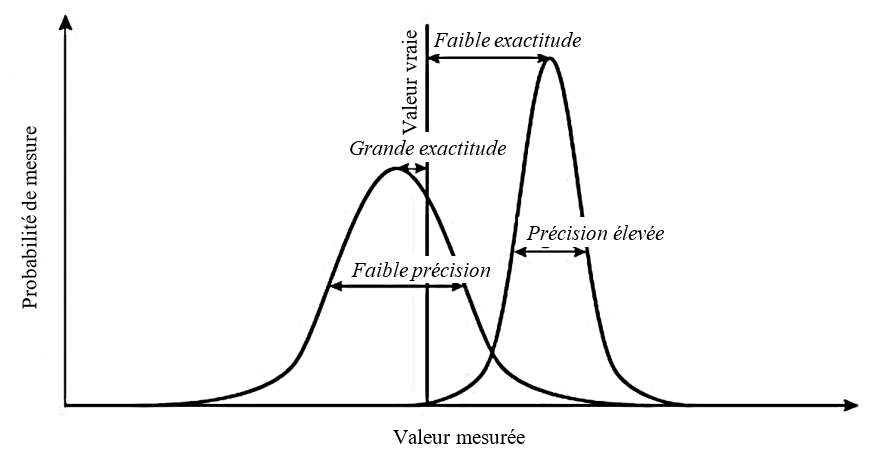 Faible exactitude
Valeur vraie
Grande exactitude
Probabilité de mesure
Précision élevée
Faible précision
Valeur mesurée